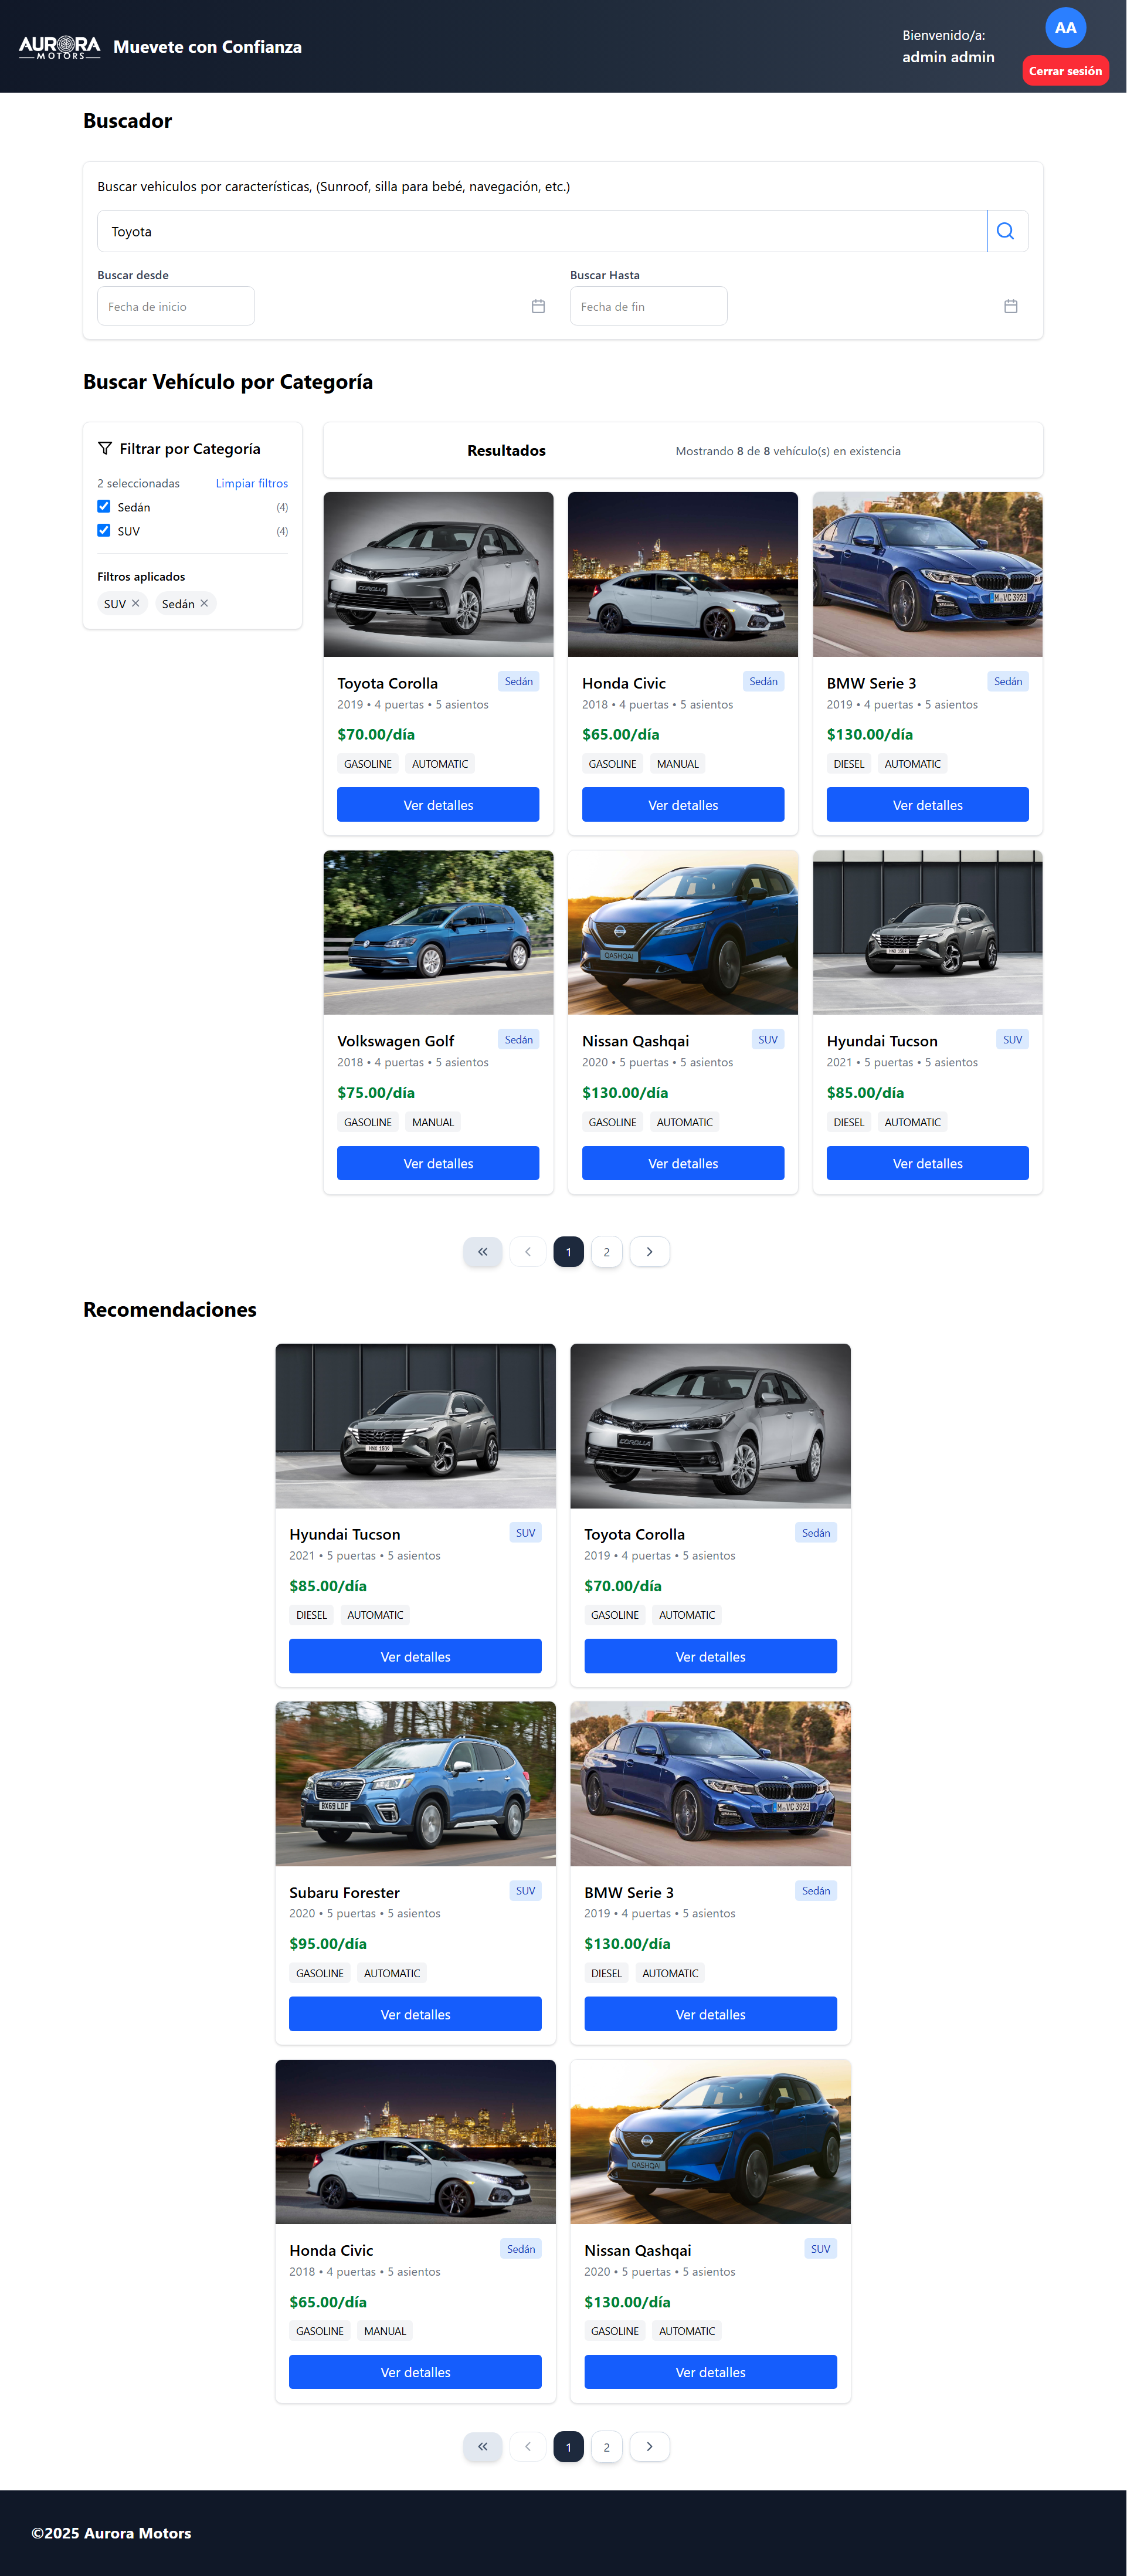 AURORA
MOTORS
Muevete con Confianza
Bienvenido/a:
admin admin
AA
Cerrar sesión
Buscador
Buscar vehiculos por características, (Sunroof, silla para bebé, navegación, etc.)
Toyota
Buscar desde
Buscar Hasta
Fecha de inicio
Fecha de fin
Buscar Vehículo por Categoría
Filtrar por Categoría
2 seleccionadas
Limpiar filtros
Sedán (4)
SUV (4)
Filtros aplicados
SUV
Sedán
Resultados
Mostrando 8 de 8 vehículo(s) en existencia
COROLLA
Toyota Corolla
Sedán
2019 • 4 puertas • 5 asientos
$70.00/día
GASOLINE
AUTOMATIC
Ver detalles
Honda Civic
Sedán
2018 • 4 puertas • 5 asientos
$65.00/día
GASOLINE
MANUAL
Ver detalles
M VC 3923
BMW Serie 3
Sedán
2019 • 4 puertas • 5 asientos
$130.00/día
DIESEL
AUTOMATIC
Ver detalles
Volkswagen Golf
Sedán
2018 • 4 puertas • 5 asientos
$75.00/día
GASOLINE
MANUAL
Ver detalles
QASHQAI
Nissan Qashqai
SUV
2020 • 5 puertas • 5 asientos
$130.00/día
GASOLINE
AUTOMATIC
Ver detalles
Hyundai Tucson
SUV
2021 • 5 puertas • 5 asientos
$85.00/día
DIESEL
AUTOMATIC
Ver detalles
1
2
Recomendaciones
Hyundai Tucson
SUV
2021 • 5 puertas • 5 asientos
$85.00/día
DIESEL
AUTOMATIC
Ver detalles
COROLLA
Toyota Corolla
Sedán
2019 • 4 puertas • 5 asientos
$70.00/día
GASOLINE
AUTOMATIC
Ver detalles
BX69 LDF
Subaru Forester
SUV
2020 • 5 puertas • 5 asientos
$95.00/día
GASOLINE
AUTOMATIC
Ver detalles
M VC 3923
BMW Serie 3
Sedán
2019 • 4 puertas • 5 asientos
$130.00/día
DIESEL
AUTOMATIC
Ver detalles
Honda Civic
Sedán
2018 • 4 puertas • 5 asientos
$65.00/día
GASOLINE
MANUAL
Ver detalles
QASHQAI
Nissan Qashqai
SUV
2020 • 5 puertas • 5 asientos
$130.00/día
GASOLINE
AUTOMATIC
Ver detalles
1
2
©2025 Aurora Motors